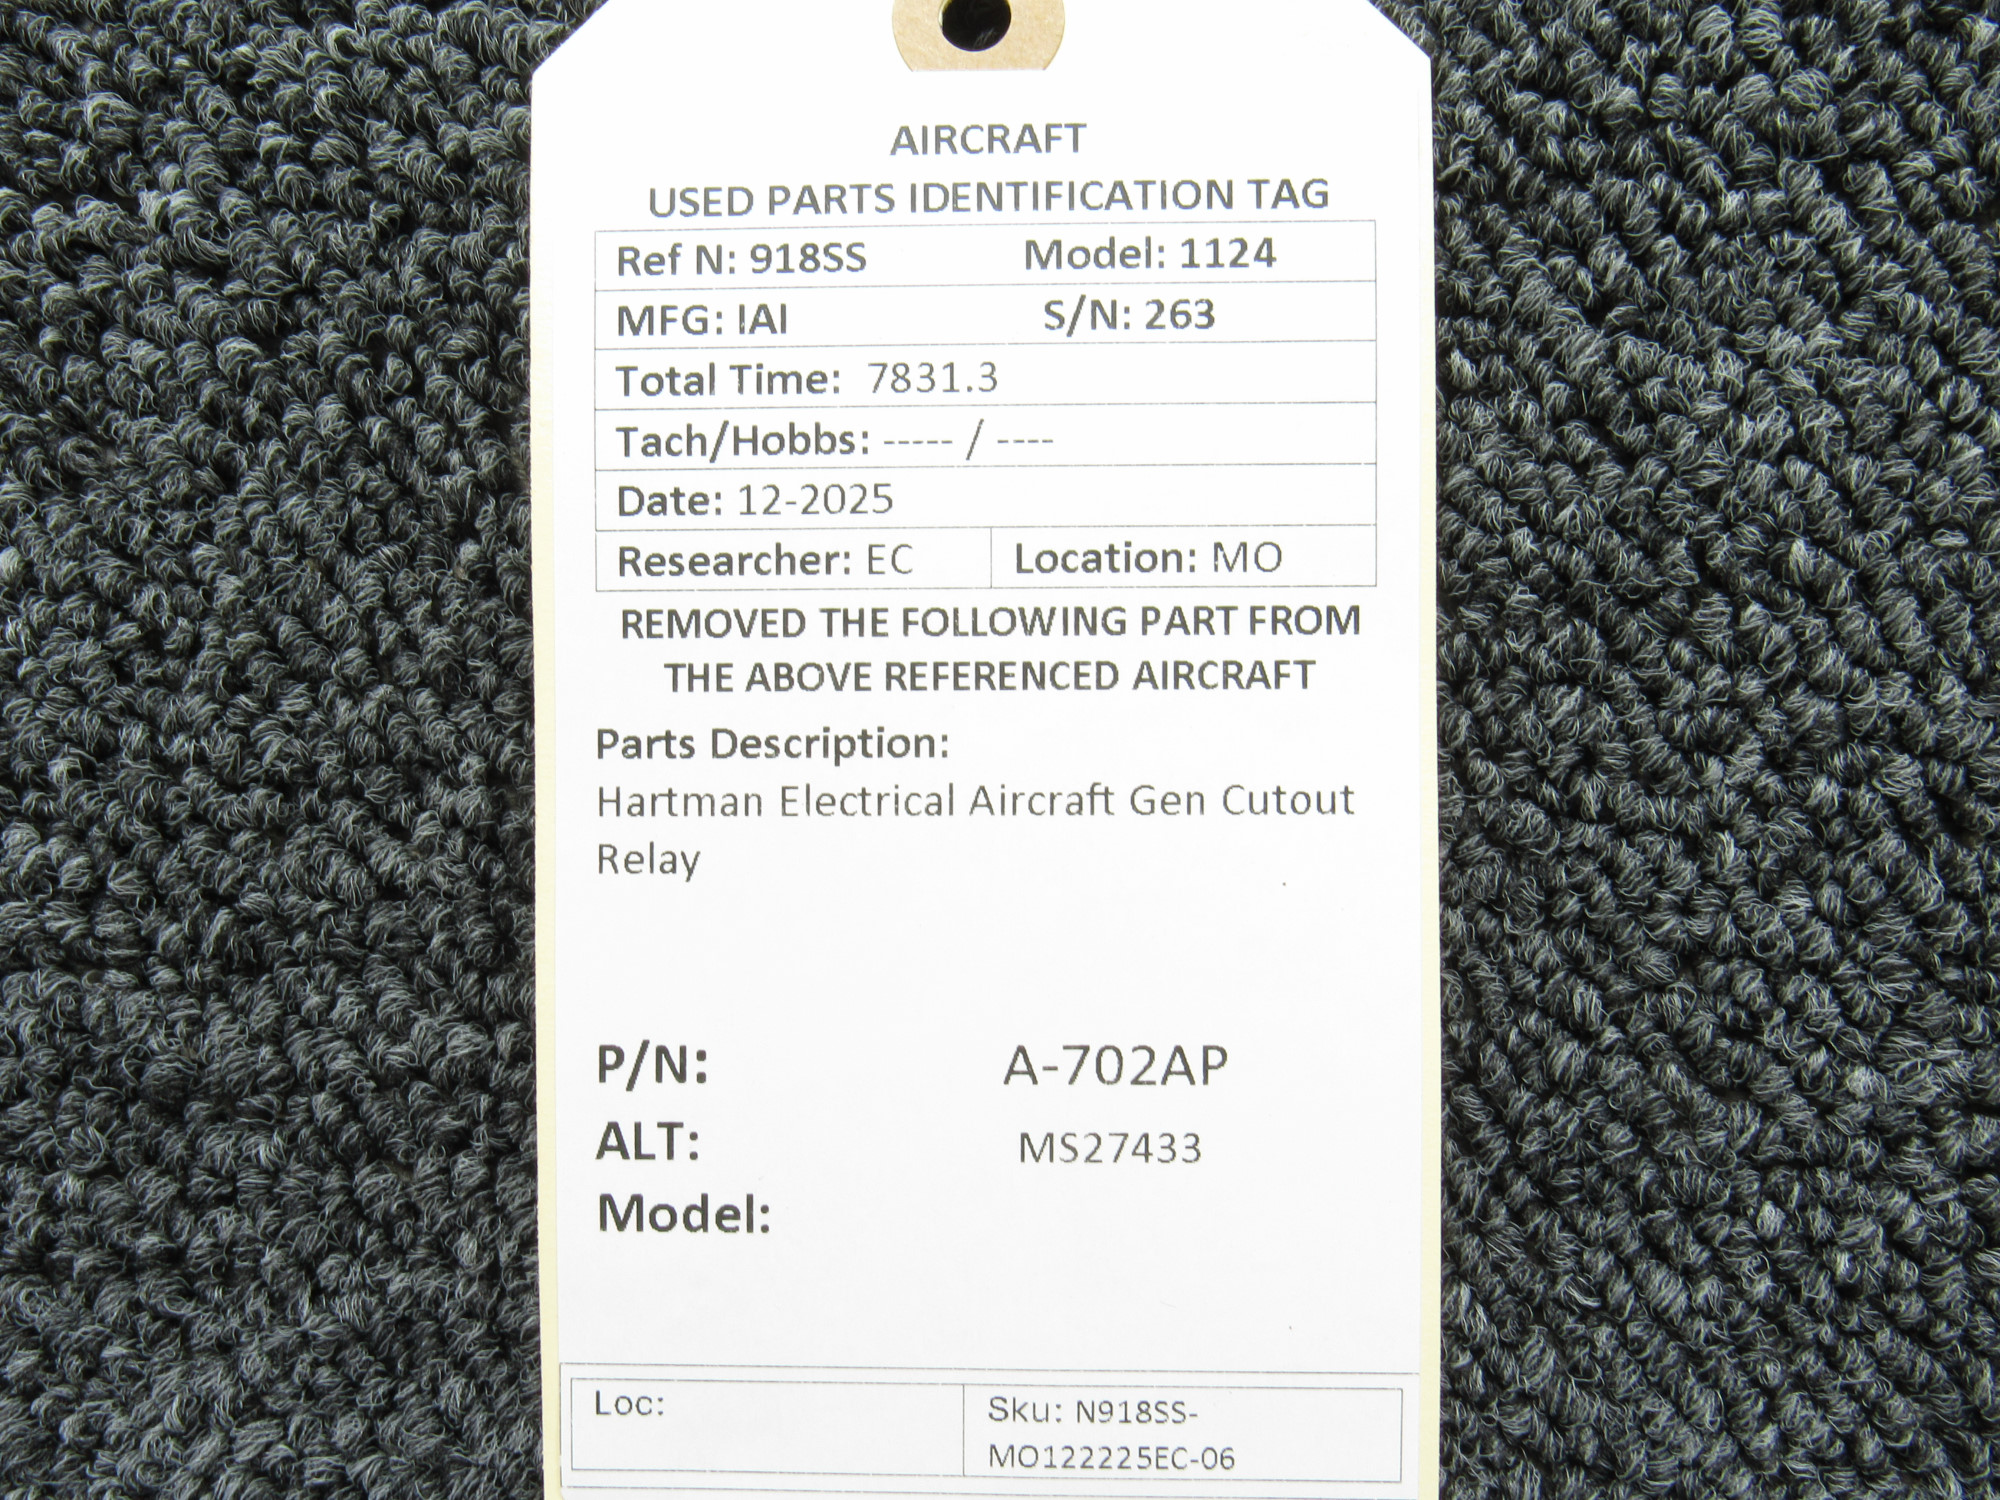 AIRCRAFT
USED PARTS IDENTIFICATION TAG
Ref N: 918SS Model: 1124
MFG: IAI S/N: 263
Total Time: 7831.3
Tach/Hobbs: ----- / ----
Date: 12-2025
Researcher: EC Location: MO
REMOVED THE FOLLOWING PART FROM
THE ABOVE REFERENCED AIRCRAFT
Parts Description:
Hartman Electrical Aircraft Gen Cutout
Relay
P/N: A-702AP
ALT: MS27433
Model:
Loc: Sku: N918SS-
MO122225EC-06